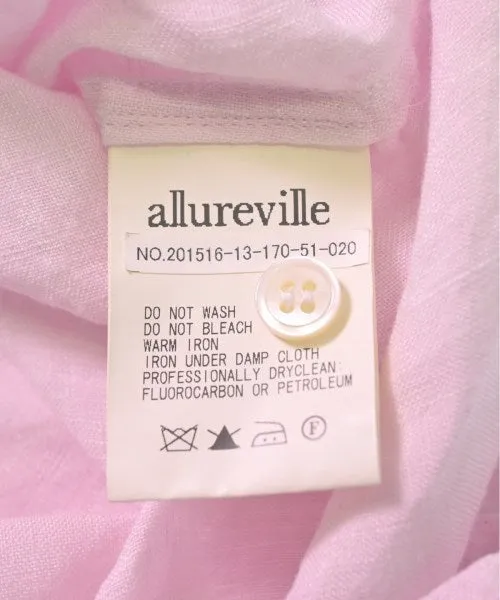 allureville
NO.201516-13-170-51-020
DO NOT WASH
DO NOT BLEACH
WARM IRON
IRON UNDER DAMP CLOTH
PROFESSIONALLY DRYCLEAN:
FLUOROCARBON OR PETROLEUM
F